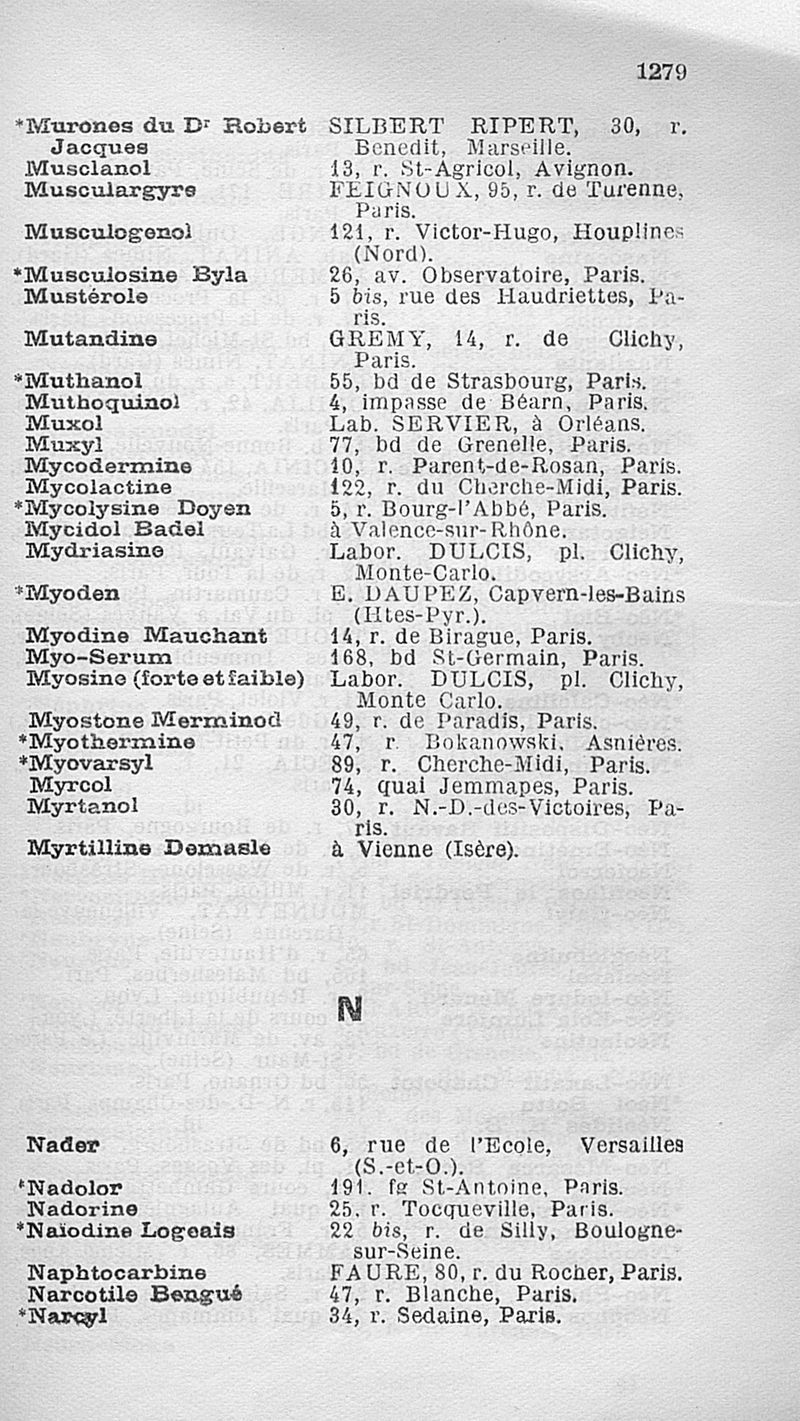 1279
*Murones du Dr Robert SILBERT RIPERT, 30, r.
Jacques Benedit, Marseille.
Musclanol 13, r. St-Agricol, Avignon.
Musculargyre FEIGNOUX, 95, r. de Turenne,
Paris.
Musculogenol 121, r. Victor-Hugo, Houplines
(Nord).
*Musculosine Byla 26, av. Observatoire, Paris.
Mustérole 5 bis, rue des Haudriettes, Pa-
ris.
Mutandine GREMY, 14, r. de Clichy,
Paris.
*Muthanol 55, bd de Strasbourg, Paris.
Muthoquinol 4, impasse de Béarn, Paris.
Muxol Lab. SERVIER, à Orléans.
Muxyl 77, bd de Grenelle, Paris.
Mycodermine 10, r. Parent-de-Rosan, Paris.
Mycolactine 122, r. du Cherche-Midi, Paris.
*Mycolysine Doyen 5, r. Bourg-l'Abbé, Paris.
Mycidol Badel à Valence-sur-Rhône.
Mydriasine Labor. DULCIS, pl. Clichy,
Monte-Carlo.
*Myoden E. DAUPEZ, Capvern-les-Bains
(Htes-Pyr.).
Myodine Mauchant 14, r. de Birague, Paris.
Myo-Serum 168, bd St-Germain, Paris.
Myosine (forte et faible) Labor. DULCIS, pl. Clichy,
Monte Carlo.
Myostone Merminod 49, r. de Paradis, Paris.
*Myothermine 47, r. Bokanowski, Asnières.
*Myovarsyl 89, r. Cherche-Midi, Paris.
Myrcol 74, quai Jemmapes, Paris.
Myrtanol 30, r. N.-D.-des-Victoires, Pa-
ris.
Myrtilline Demasle à Vienne (Isère).
N
Nader 6, rue de l'Ecole, Versailles
(S.-et-O.).
*Nadolor 191. fg St-Antoine, Paris.
Nadorine 25, r. Tocqueville, Paris.
*Naïodine Logeais 22 bis, r. de Silly, Boulogne-
sur-Seine.
Naphtocarbine FAURE, 80, r. du Rocher, Paris.
Narcotile Bengué 47, r. Blanche, Paris.
*Narcyl 34, r. Sedaine, Paris.